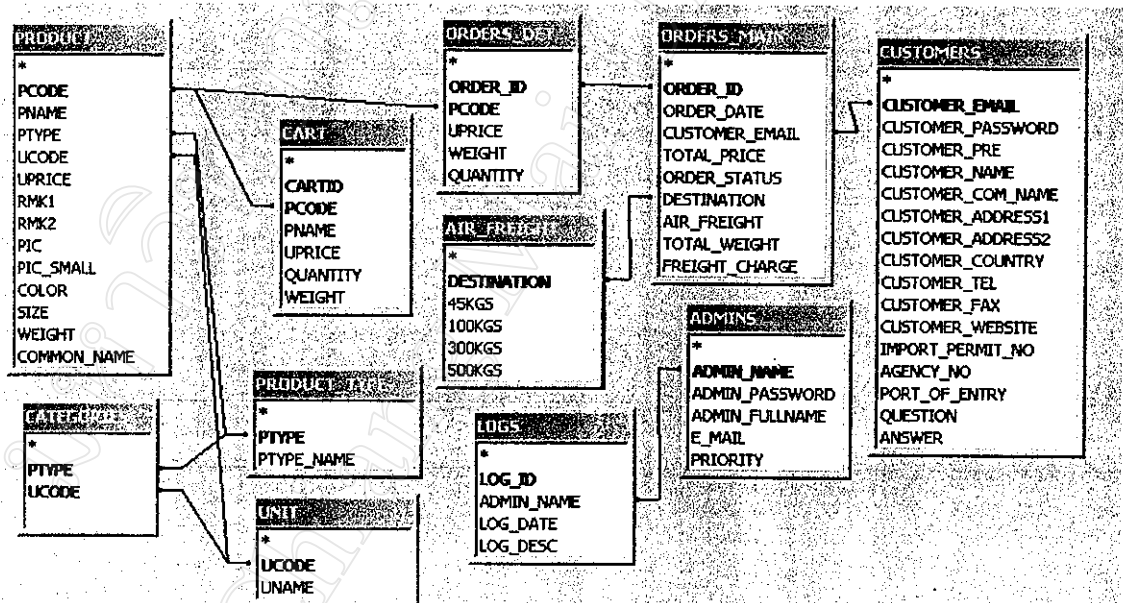 PRODUCT
*
PCODE
PNAME
PTYPE
UCODE
UPRICE
RMK1
RMK2
PIC
PIC_SMALL
COLOR
SIZE
WEIGHT
COMMON_NAME
CART
*
CARTID
PCODE
PNAME
UPRICE
QUANTITY
WEIGHT
ORDERS_DET
*
ORDER_ID
PCODE
UPRICE
WEIGHT
QUANTITY
AIR_FREIGHT
*
DESTINATION
45KGS
100KGS
300KGS
500KGS
ORDERS_MAIN
*
ORDER_ID
ORDER_DATE
CUSTOMER_EMAIL
TOTAL_PRICE
ORDER_STATUS
DESTINATION
AIR_FREIGHT
TOTAL_WEIGHT
FREIGHT_CHARGE
CUSTOMERS
*
CUSTOMER_EMAIL
CUSTOMER_PASSWORD
CUSTOMER_PRE
CUSTOMER_NAME
CUSTOMER_COM_NAME
CUSTOMER_ADDRESS1
CUSTOMER_ADDRESS2
CUSTOMER_COUNTRY
CUSTOMER_TEL
CUSTOMER_FAX
CUSTOMER_WEBSITE
IMPORT_PERMIT_NO
AGENCY_NO
PORT_OF_ENTRY
QUESTION
ANSWER
ADMINS
*
ADMIN_NAME
ADMIN_PASSWORD
ADMIN_FULLNAME
E_MAIL
PRIORITY
*
PTYPE
UCODE
PRODUCT_TYPE
*
PTYPE
PTYPE_NAME
UNIT
*
UCODE
UNAME
LOGS
*
LOG_ID
ADMIN_NAME
LOG_DATE
LOG_DESC